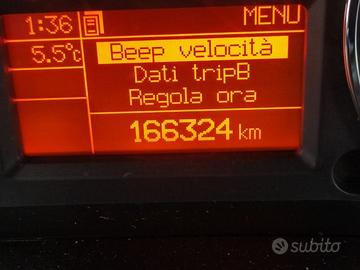 1:36
MENU
5.5°c
Beep velocità
Dati tripB
Regola ora
166324 km
subito